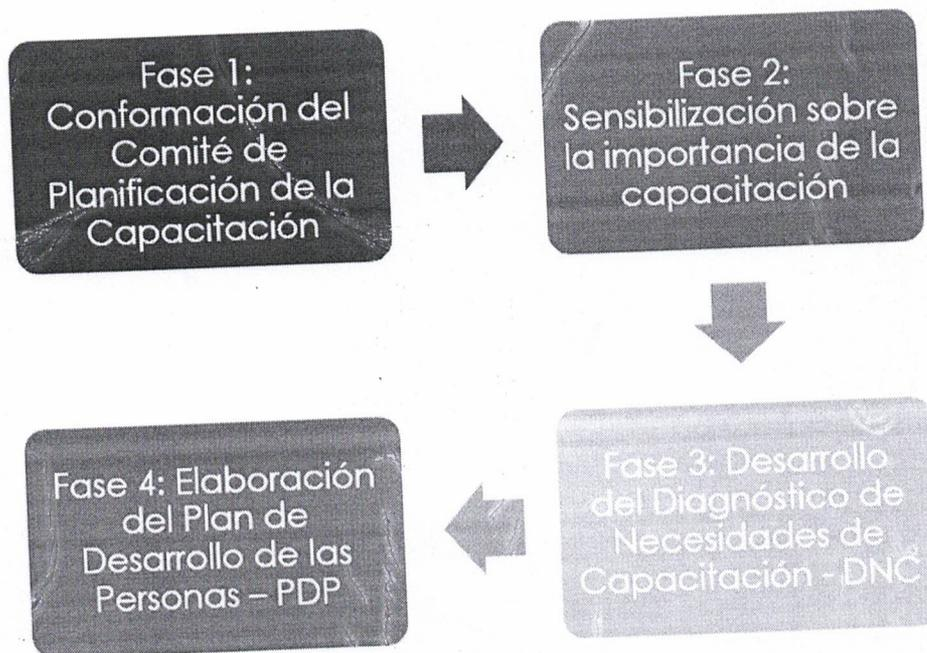 Fase 1:
Conformación del
Comité de
Planificación de la
Capacitación
Fase 2:
Sensibilización sobre
la importancia de la
capacitación
Fase 3: Desarrollo
del Diagnóstico de
Necesidades de
Capacitación - DNC
Fase 4: Elaboración
del Plan de
Desarrollo de las
Personas – PDP